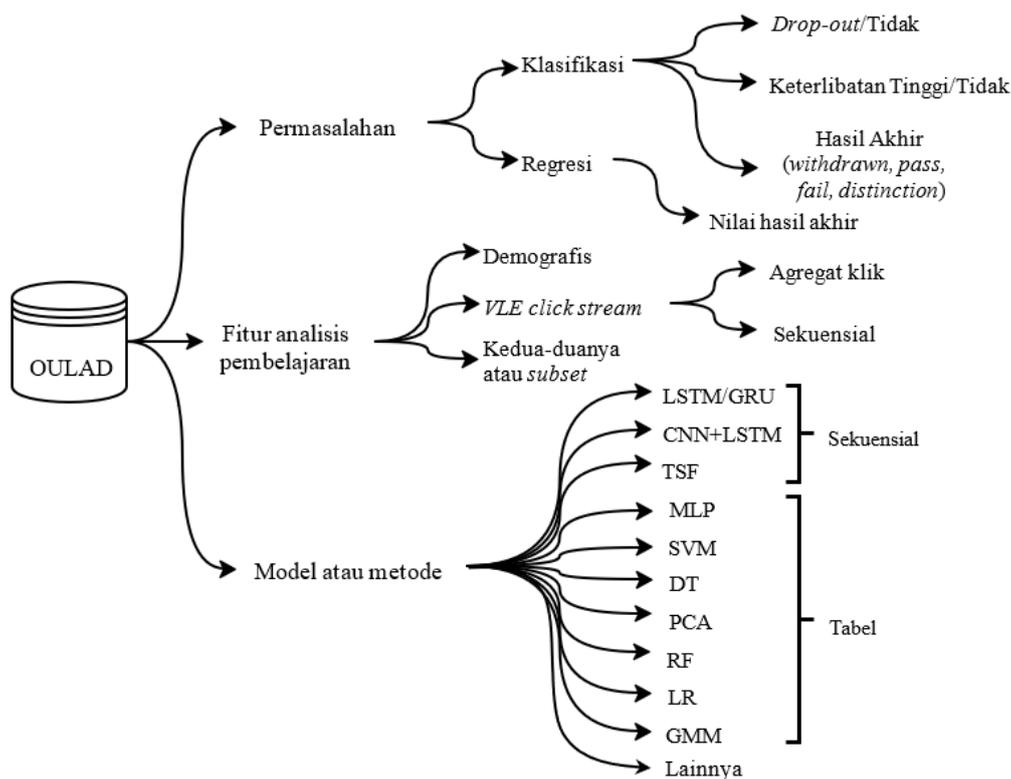 Drop-out/Tidak
Klasifikasi
Keterlibatan Tinggi/Tidak
Permasalahan
Hasil Akhir
(withdrawn, pass,
fail, distinction)
Regresi
Nilai hasil akhir
Demografis
Agregat klik
VLE click stream
Fitur analisis
pembelajaran
Sekuensial
Kedua-duanya
atau subset
OULAD
LSTM/GRU
CNN+LSTM
Sekuensial
TSF
MLP
SVM
Model atau metode
DT
PCA
Tabel
RF
LR
GMM
Lainnya